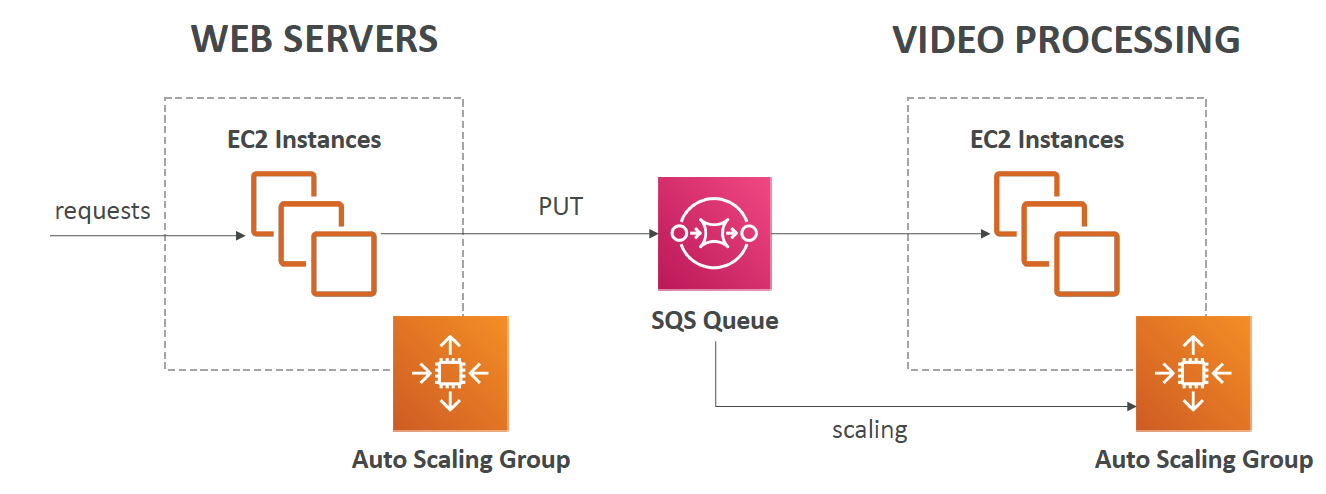 WEB SERVERS
VIDEO PROCESSING
EC2 Instances
requests
PUT
SQS Queue
EC2 Instances
scaling
Auto Scaling Group
Auto Scaling Group